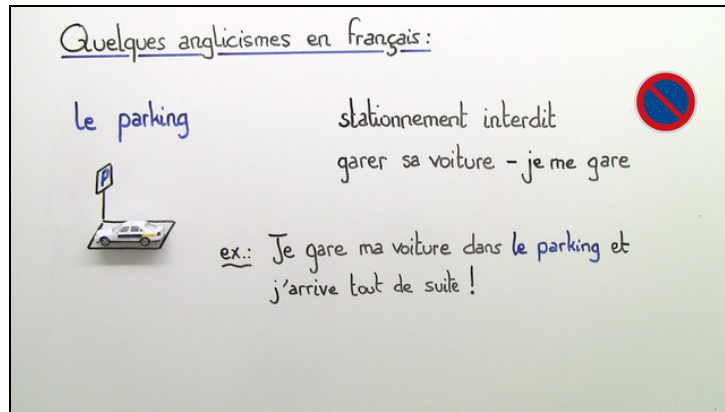 Quelques anglicismes en français :
le parking
stationnement interdit
garer sa voiture - je me gare
P
ex.: Je gare ma voiture dans le parking et
j'arrive tout de suite !